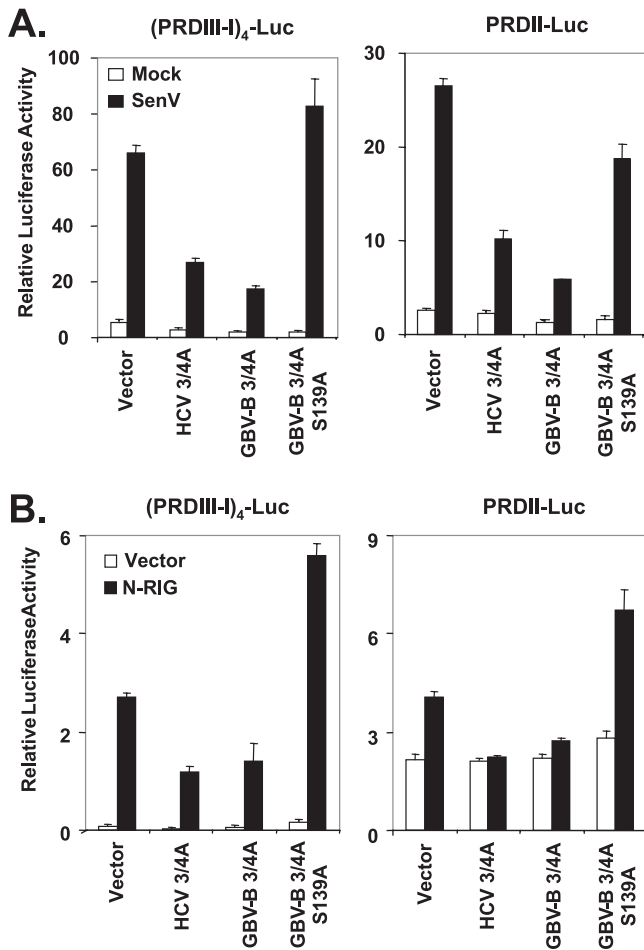 A.
(PRDIII-I)4-Luc
PRDII-Luc
Relative Luciferase Activity
100
80
60
40
20
0
Mock
SenV
30
20
10
0
Vector
HCV 3/4A
GBV-B 3/4A
GBV-B 3/4A
S139A
Vector
HCV 3/4A
GBV-B 3/4A
GBV-B 3/4A
S139A
B.
(PRDIII-I)4-Luc
PRDII-Luc
Relative LuciferaseActivity
6
4
2
0
Vector
N-RIG
9
6
3
0
Vector
HCV 3/4A
GBV-B 3/4A
GBV-B 3/4A
S139A
Vector
HCV 3/4A
GBV-B 3/4A
GBV-B 3/4A
S139A